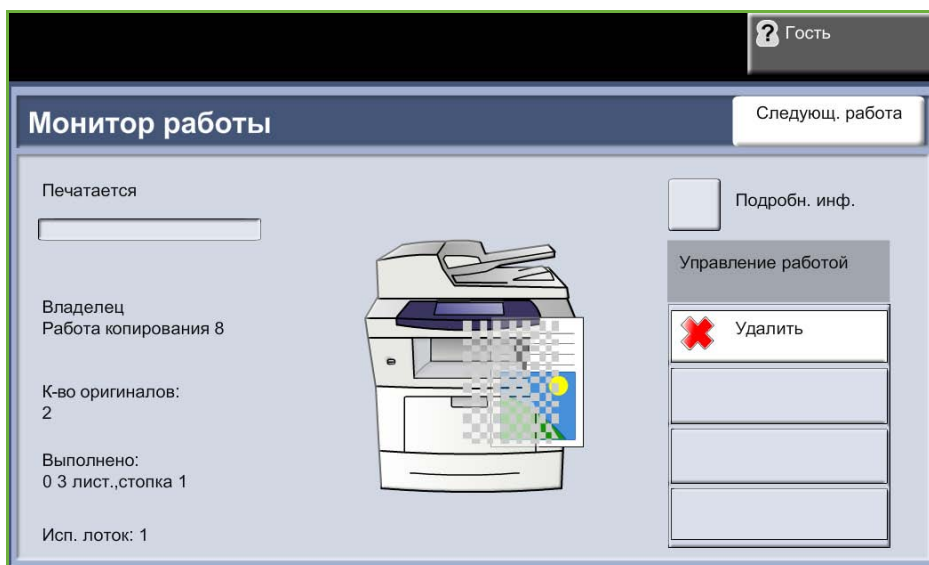 ? Гость
Монитор работы
Следующ. работа
Печатается
Подробн. инф.
Управление работой
Владелец
Работа копирования 8
Удалить
К-во оригиналов:
2
Выполнено:
0 3 лист.,стопка 1
Исп. лоток: 1